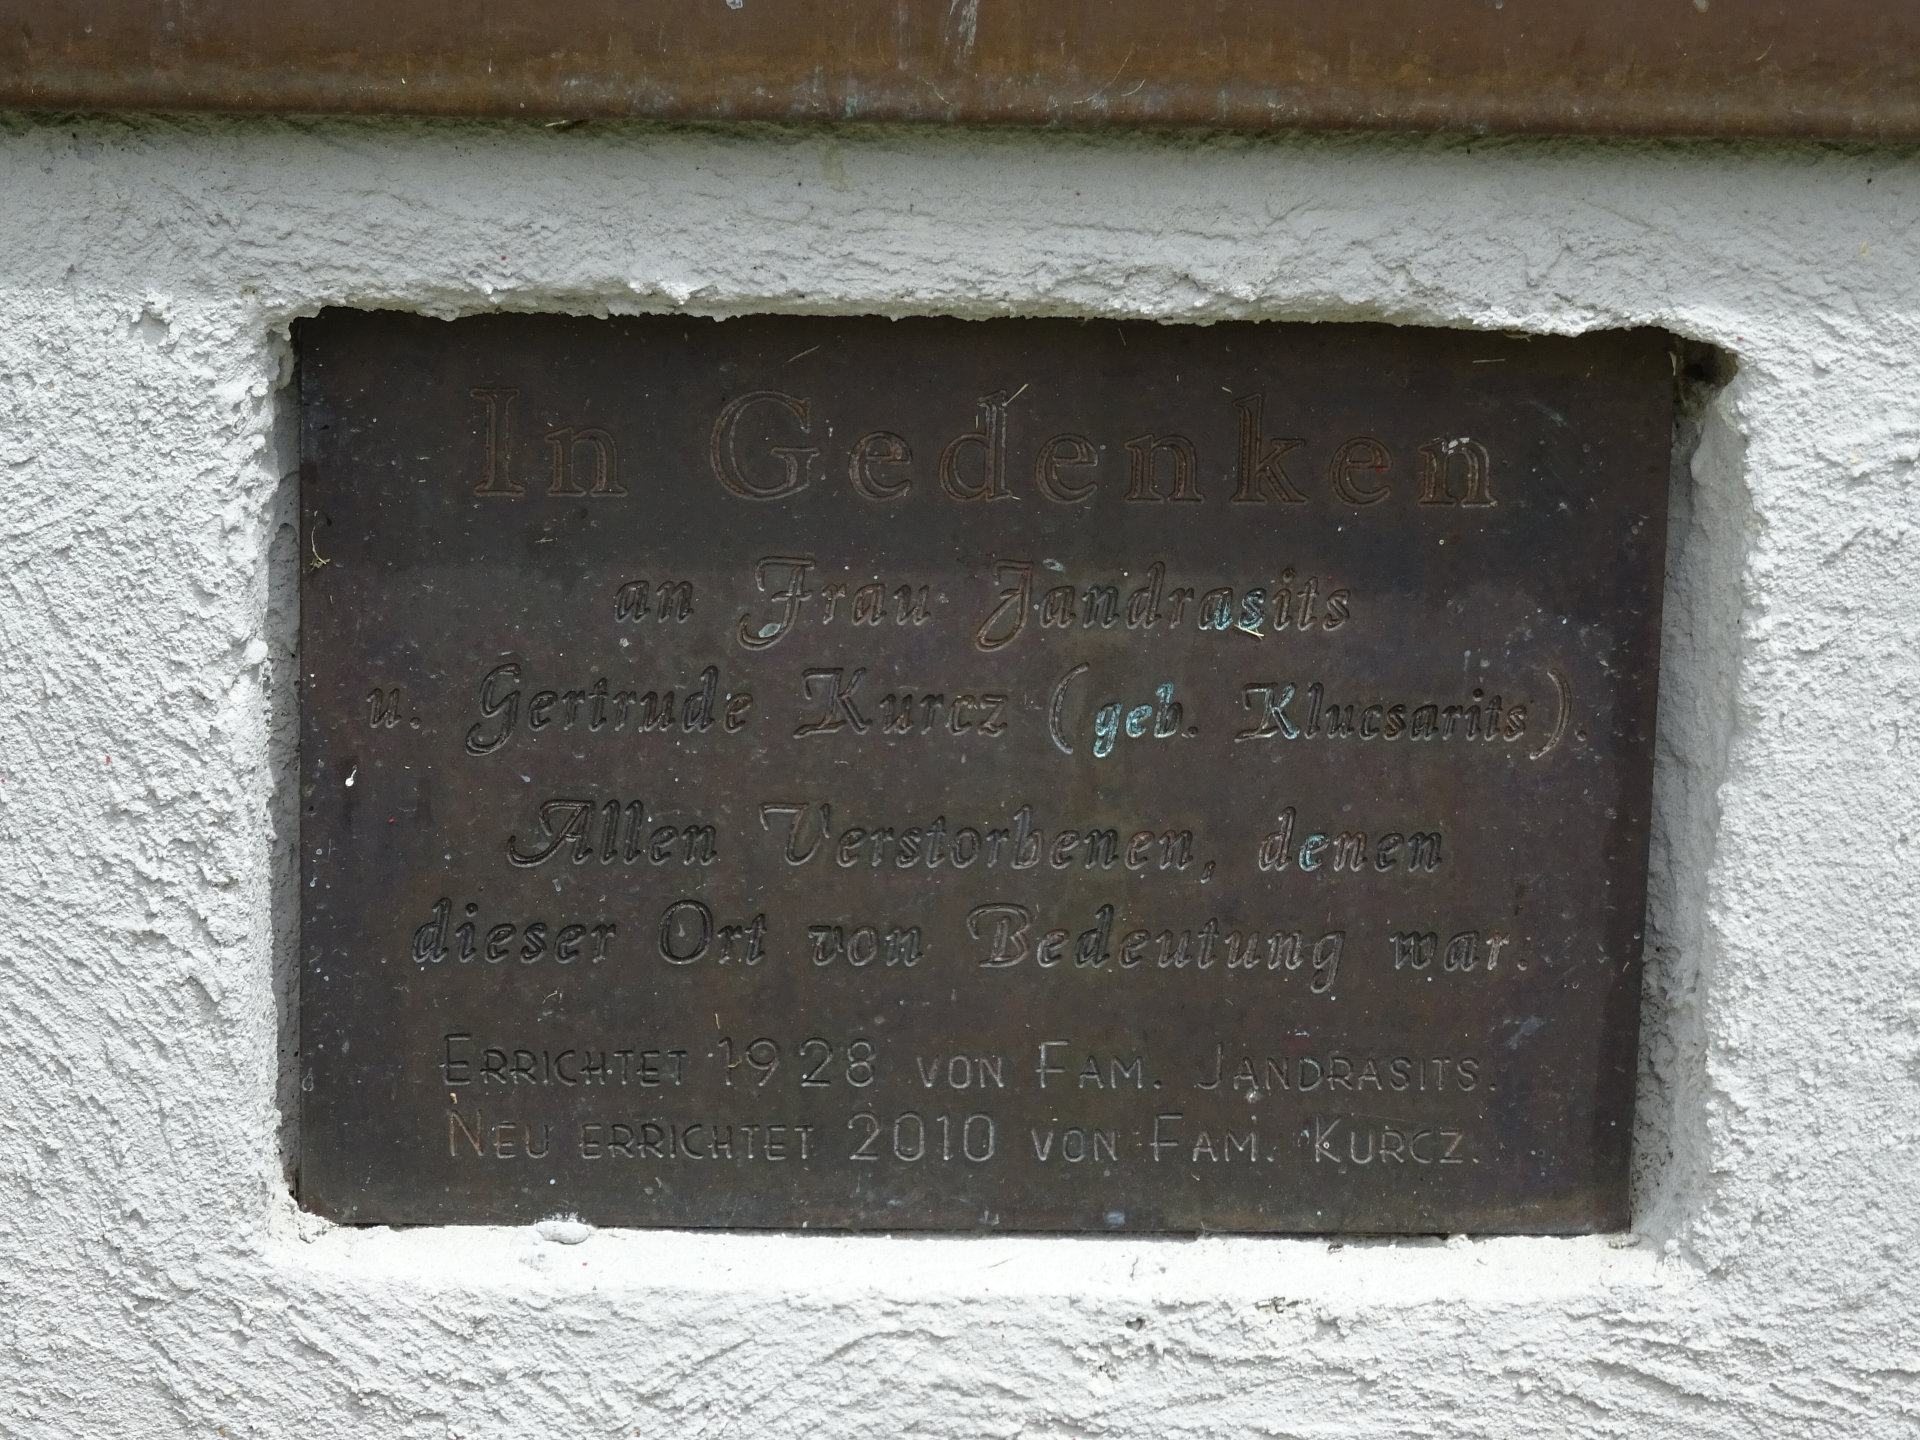 In Gedenken
an Frau Jandrasits
u. Gertrude Kurcz (geb. Klucsarits).
Allen Verstorbenen, denen
dieser Ort von Bedeutung war.
ERRICHTET 1928 VON FAM. JANDRASITS.
NEU ERRICHTET 2010 VON FAM. KURCZ.